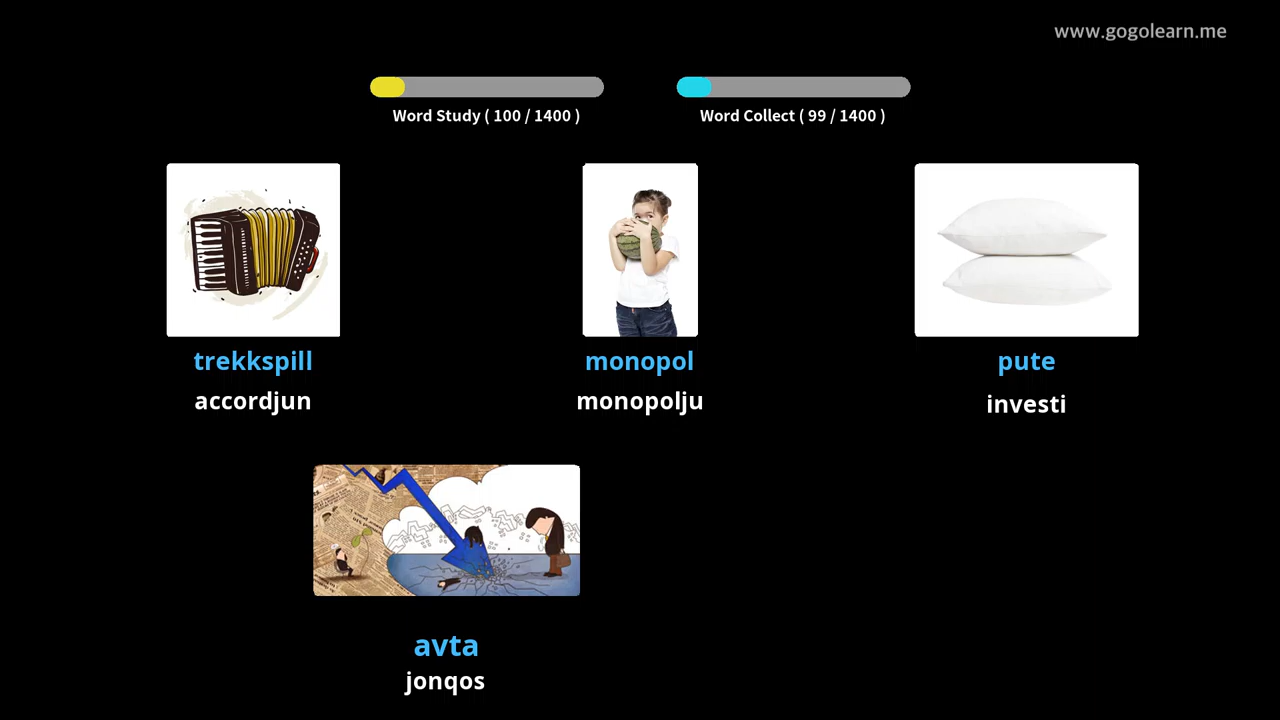 www.gogolearn.me
Word Study ( 100 / 1400 )
Word Collect ( 99 / 1400 )
trekkspill
accordjun
monopol
monopolju
pute
investi
avta
jonqos